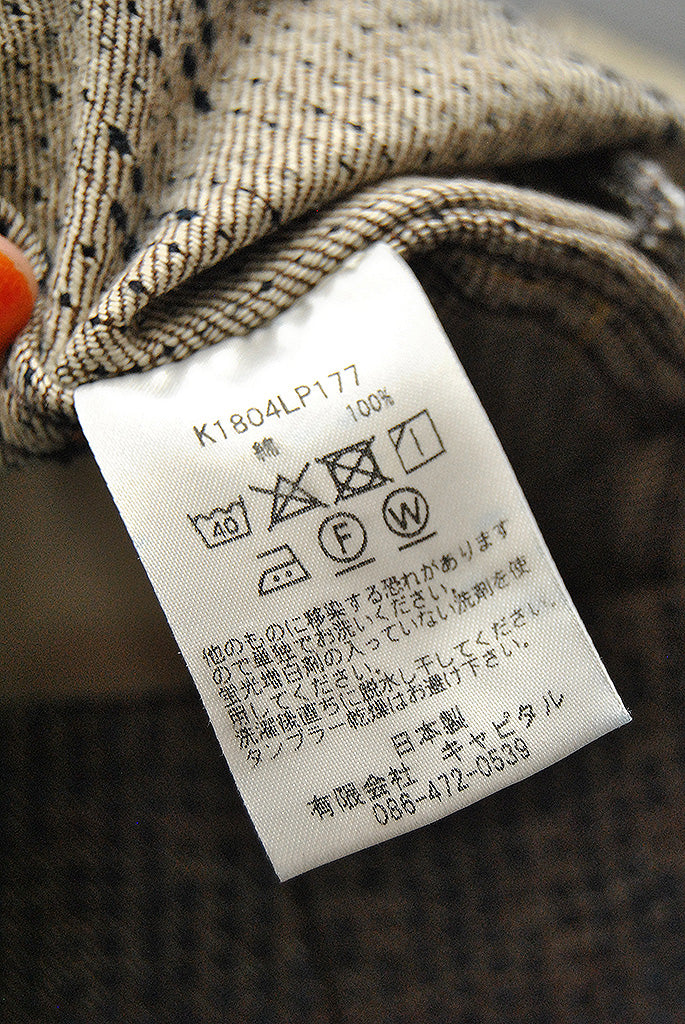 K1804LP177
綿 100%
40
F W
他のものに移染する恐れがあります
ので単独でお洗いください。
蛍光増白剤の入っていない洗剤を使
用してください。
洗濯後直ちに脱水し干してください。
タンブラー乾燥はお避け下さい。
日本製
有限会社 キャピタル
086-472-0539